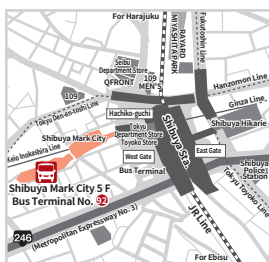 For Harajuku
RAYARD
MIYASHITA PARK
Fukutoshin Line
Seibu
Department Store
QFRONT
109
MEN'S
Hanzomon Line
Tokyu Den-en-toshi Line
109
Hachiko-guchi
Ginza Line
Shibuya Mark City
Tokyu
Department Store
Toyoko Store
Shibuya Sta.
Shibuya Hikarie
Keio Inokashira Line
West Gate
East Gate
Bus Terminal
Shibuya
Police
Station
Shibuya Mark City 5 F
Bus Terminal No. 92
Tokyu Toyoko Line
JR Line
246
(Metropolitan Expressway No. 3)
For Ebisu